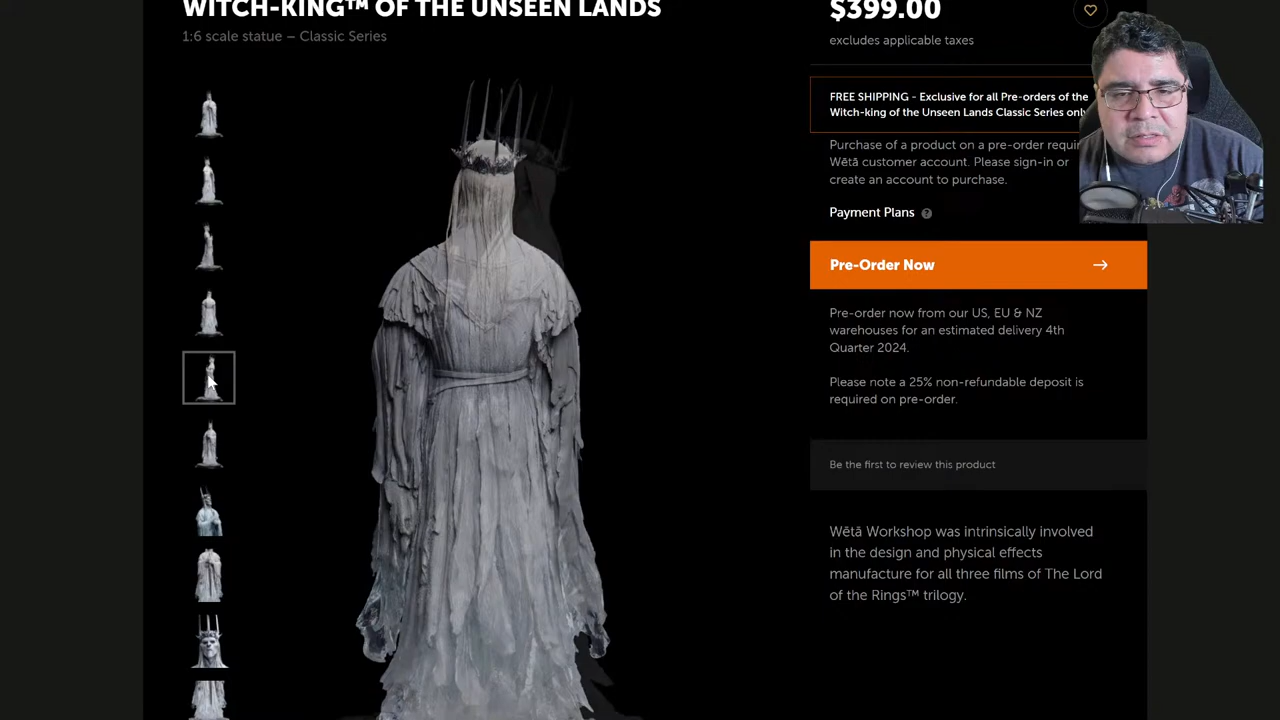 WITCH-KING™ OF THE UNSEEN LANDS
1:6 scale statue – Classic Series
$399.00
excludes applicable taxes
FREE SHIPPING - Exclusive for all Pre-orders of the
Witch-king of the Unseen Lands Classic Series only
Purchase of a product on a pre-order
Wētā customer account. Please sign-in or
create an account to purchase.
Payment Plans ?
Pre-Order Now
Pre-order now from our US, EU & NZ
warehouses for an estimated delivery 4th
Quarter 2024.
Please note a 25% non-refundable deposit is
required on pre-order.
Be the first to review this product
Wētā Workshop was intrinsically involved
in the design and physical effects
manufacture for all three films of The Lord
of the Rings™ trilogy.